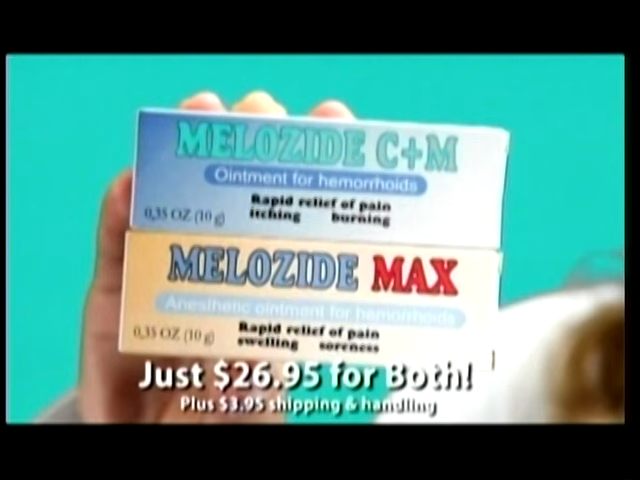 MELOZIDE C+M
Ointment for hemorrhoids
Rapid relief of pain
itching burning
0,35 OZ (10 g)
MELOZIDE MAX
Anesthetic ointment for hemorrhoids
Rapid relief of pain
swelling soreness
0,35 OZ (10 g)
Just $26.95 for Both!
Plus $3.95 shipping & handling